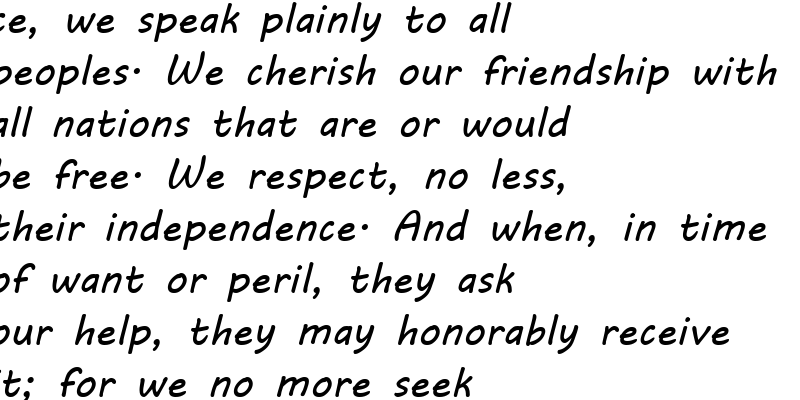 we speak plainly to all
peoples. We cherish our friendship with
all nations that are or would
be free. We respect, no less,
their independence. And when, in time
of want or peril, they ask
our help, they may honorably receive
it; for we no more seek